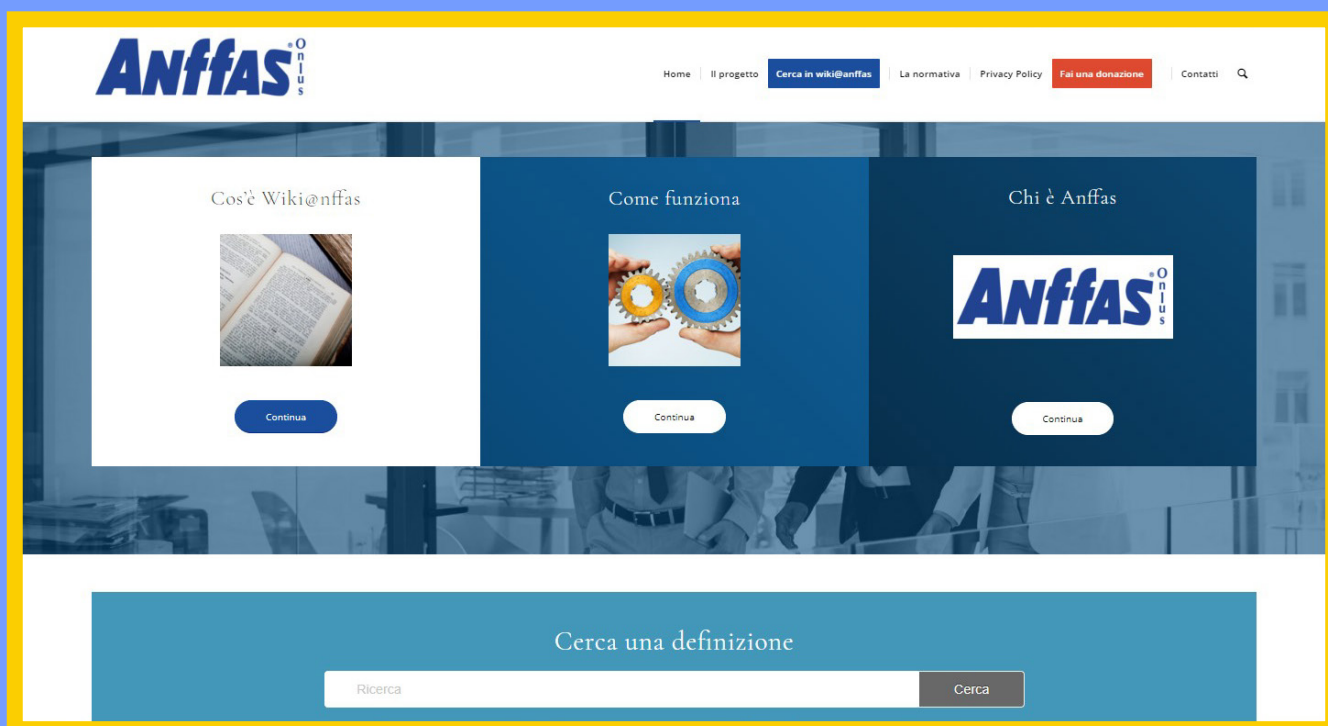 Anffas® Onlus
Home
Il progetto
Cerca in wiki@anffas
La normativa
Privacy Policy
Fai una donazione
Contatti
Cos'è Wiki@nffas
Continua
Come funziona
Continua
Chi è Anffas
Anffas® Onlus
Continua
Cerca una definizione
Ricerca
Cerca